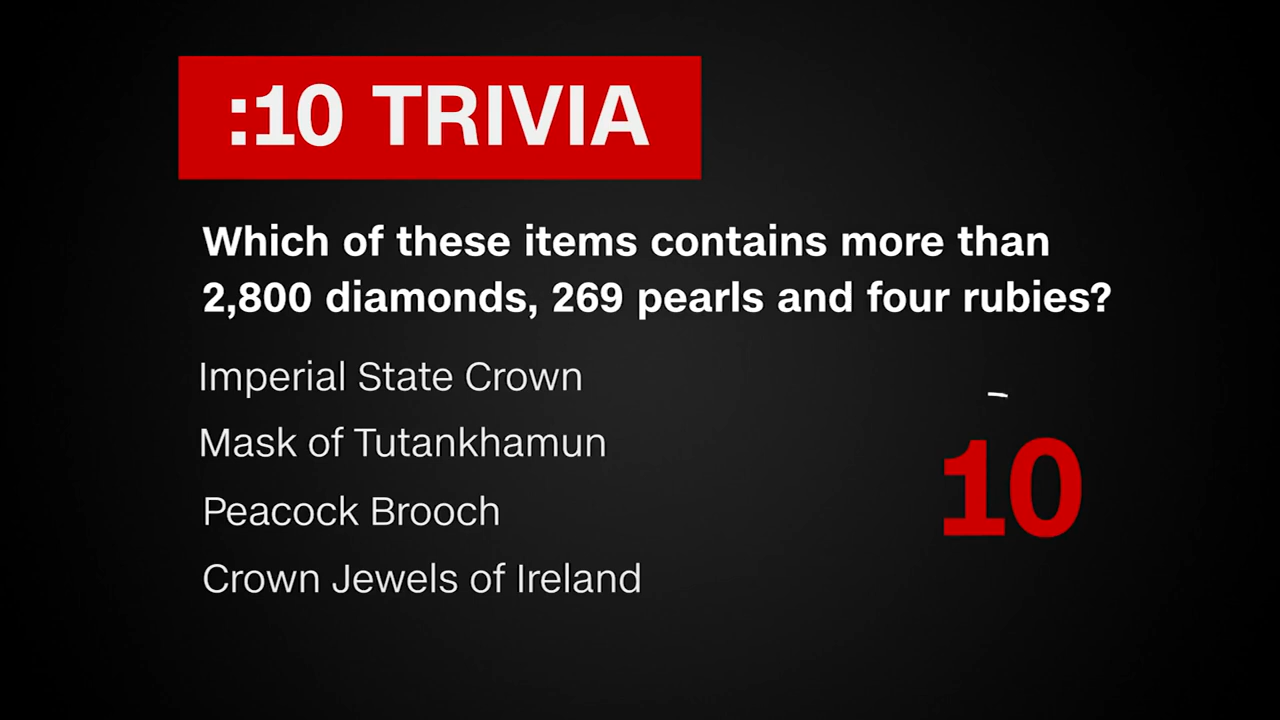 :10 TRIVIA
Which of these items contains more than
2,800 diamonds, 269 pearls and four rubies?
Imperial State Crown
Mask of Tutankhamun
Peacock Brooch
Crown Jewels of Ireland
10